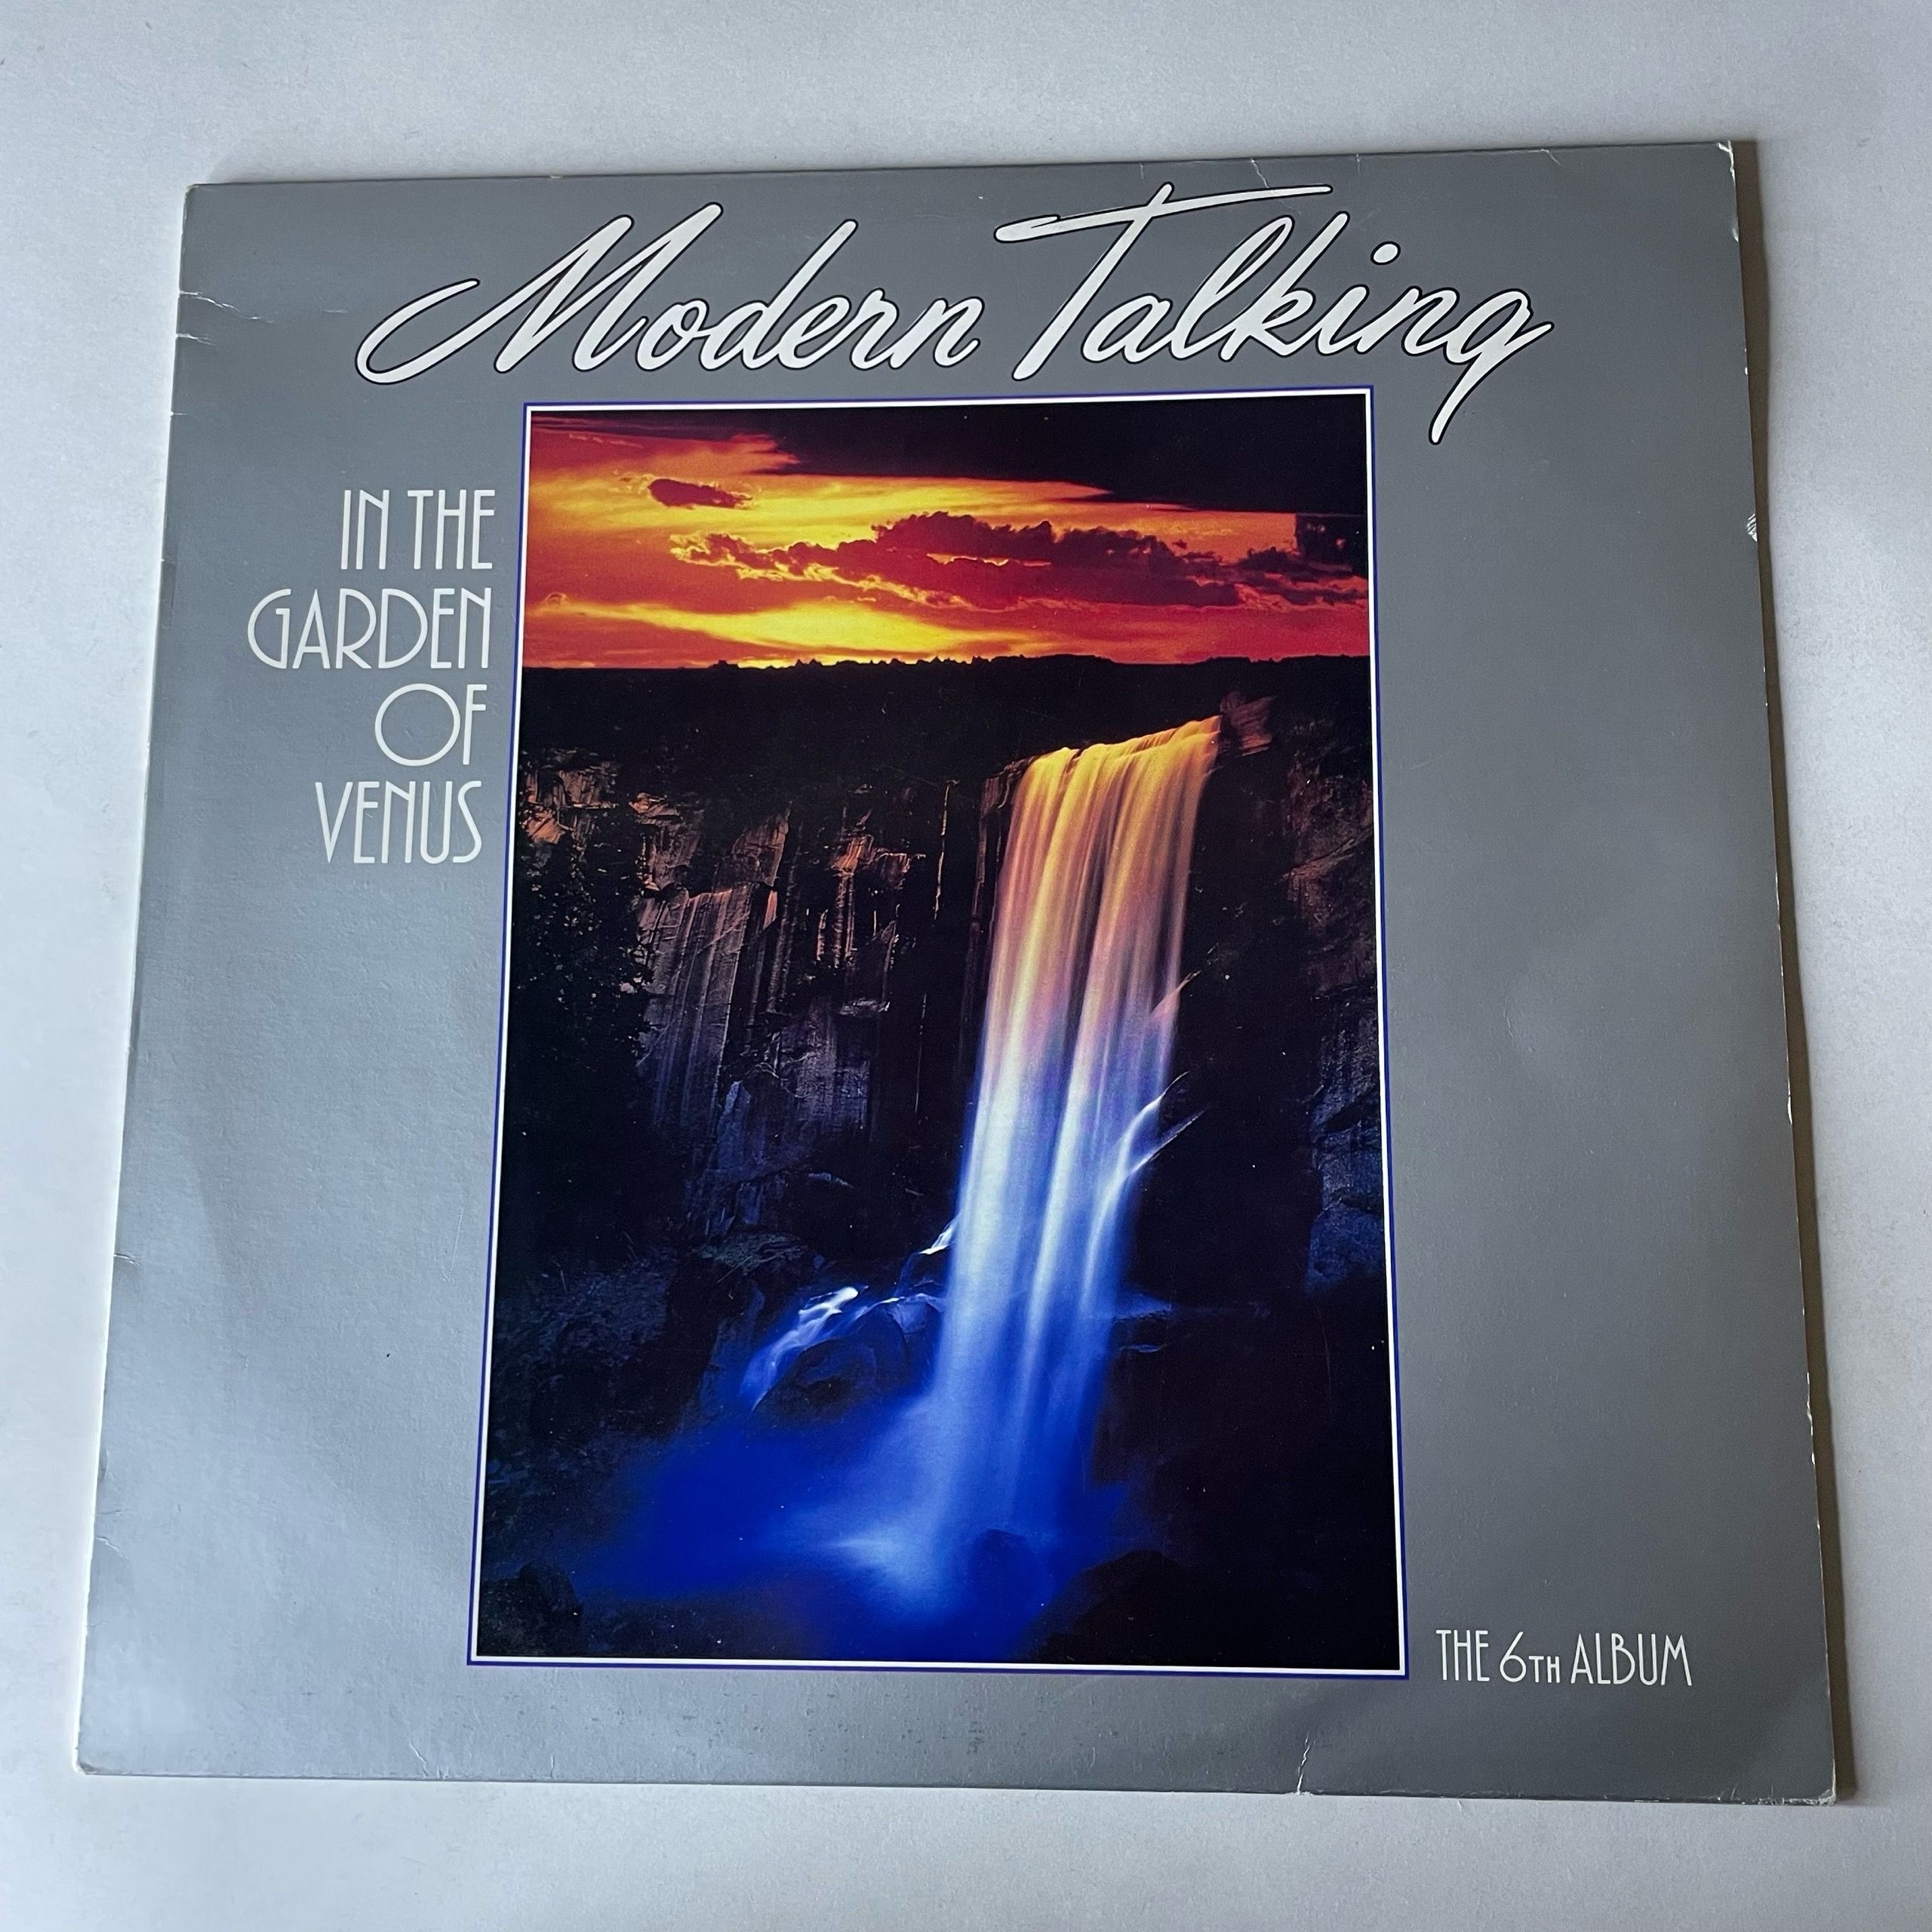 Modern Talking
IN THE
GARDEN
OF
VENUS
THE 6TH ALBUM